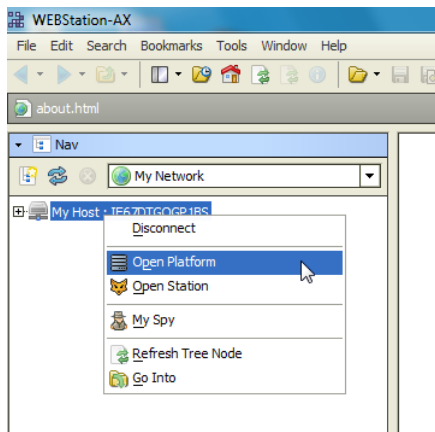 WEBStation-AX
File Edit Search Bookmarks Tools Window Help
about.html
Nav
My Network
My Host : IE67DTGOGP1BS
Disconnect
Open Platform
Open Station
My Spy
Refresh Tree Node
Go Into